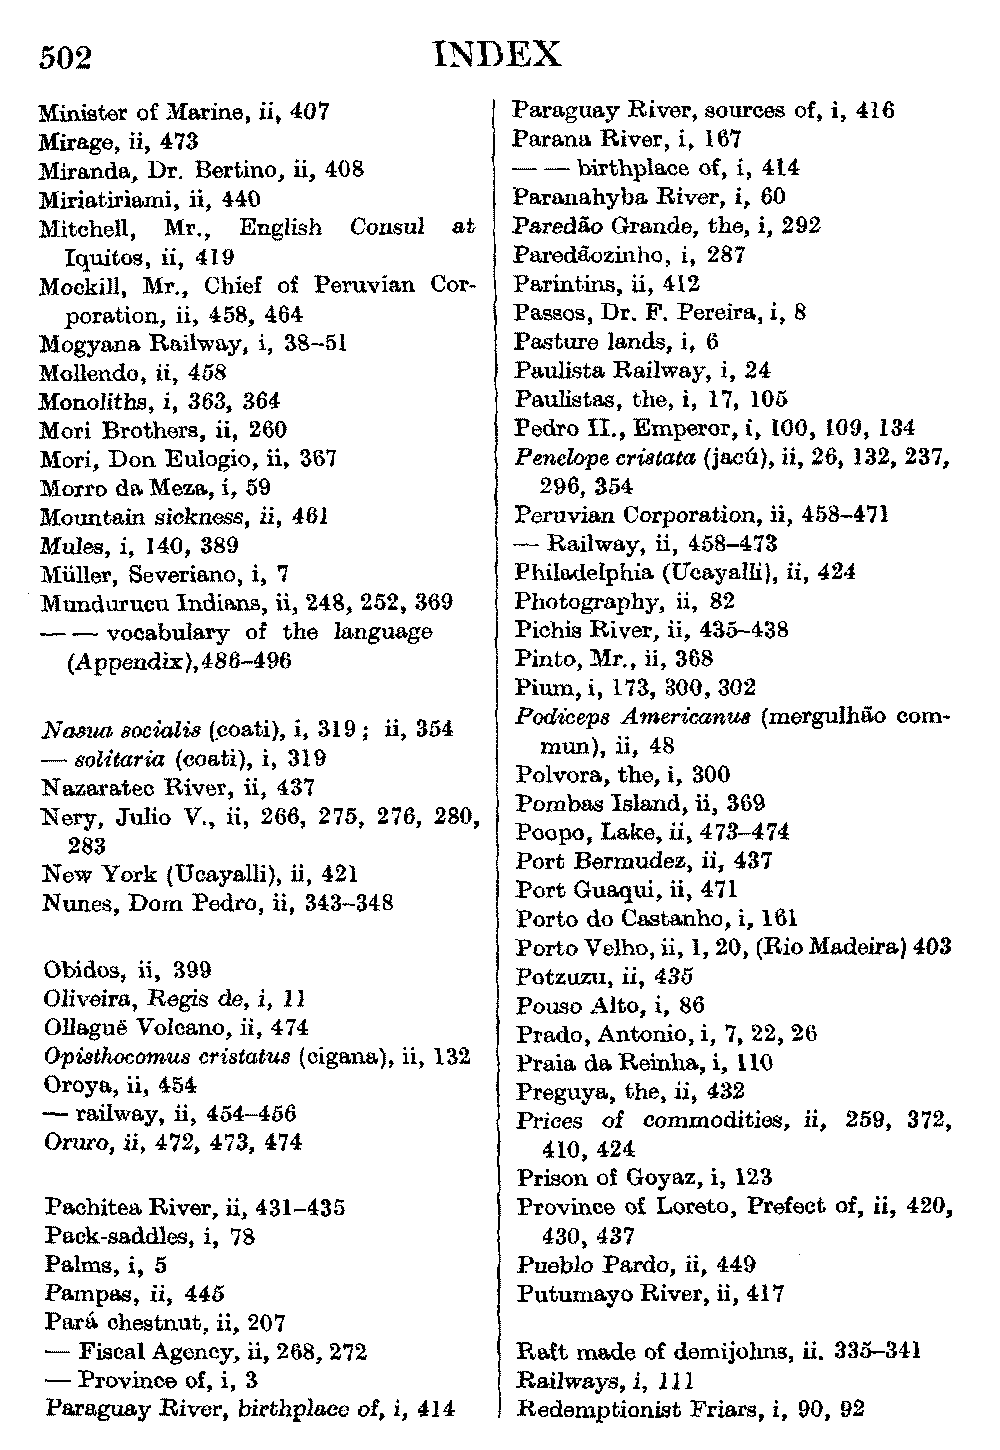 502
INDEX
Minister of Marine, ii, 407
Mirage, ii, 473
Miranda, Dr. Bertino, ii, 408
Miriatiriami, ii, 440
Mitchell, Mr., English Consul at
Iquitos, ii, 419
Mockill, Mr., Chief of Peruvian Cor-
poration, ii, 458, 464
Mogyana Railway, i, 38–51
Mollendo, ii, 458
Monoliths, i, 363, 364
Mori Brothers, ii, 260
Mori, Don Eulogio, ii, 367
Morro da Meza, i, 59
Mountain sickness, ii, 461
Mules, i, 140, 389
Müller, Severiano, i, 7
Mundurucu Indians, ii, 248, 252, 369
— — vocabulary of the language
(Appendix), 486–496
Nasua socialis (coati), i, 319; ii, 354
— solitaria (coati), i, 319
Nazaratec River, ii, 437
Nery, Julio V., ii, 266, 275, 276, 280,
283
New York (Ucayalli), ii, 421
Nunes, Dom Pedro, ii, 343–348
Obidos, ii, 399
Oliveira, Regis de, i, 11
Ollaguë Volcano, ii, 474
Opisthocomus cristatus (cigana), ii, 132
Oroya, ii, 454
— railway, ii, 454–456
Oruro, ii, 472, 473, 474
Pachitea River, ii, 431–435
Pack-saddles, i, 78
Palms, i, 5
Pampas, ii, 445
Pará chestnut, ii, 207
— Fiscal Agency, ii, 268, 272
— Province of, i, 3
Paraguay River, birthplace of, i, 414
Paraguay River, sources of, i, 416
Parana River, i, 167
— — birthplace of, i, 414
Paranahyba River, i, 60
Paredão Grande, the, i, 292
Paredãozinho, i, 287
Parintins, ii, 412
Passos, Dr. F. Pereira, i, 8
Pasture lands, i, 6
Paulista Railway, i, 24
Paulistas, the, i, 17, 105
Pedro II., Emperor, i, 100, 109, 134
Penelope cristata (jacú), ii, 26, 132, 237,
296, 354
Peruvian Corporation, ii, 458–471
— Railway, ii, 458–473
Philadelphia (Ucayalli), ii, 424
Photography, ii, 82
Pichis River, ii, 435–438
Pinto, Mr., ii, 368
Pium, i, 173, 300, 302
Podiceps Americanus (mergulhão com-
mun), ii, 48
Polvora, the, i, 300
Pombas Island, ii, 369
Poopo, Lake, ii, 473–474
Port Bermudez, ii, 437
Port Guaqui, ii, 471
Porto do Castanho, i, 161
Porto Velho, ii, 1, 20, (Rio Madeira) 403
Potzuzu, ii, 435
Pouso Alto, i, 86
Prado, Antonio, i, 7, 22, 26
Praia da Reinha, i, 110
Preguya, the, ii, 432
Prices of commodities, ii, 259, 372,
410, 424
Prison of Goyaz, i, 123
Province of Loreto, Prefect of, ii, 420,
430, 437
Pueblo Pardo, ii, 449
Putumayo River, ii, 417
Raft made of demijohns, ii. 335–341
Railways, i, 111
Redemptionist Friars, i, 90, 92